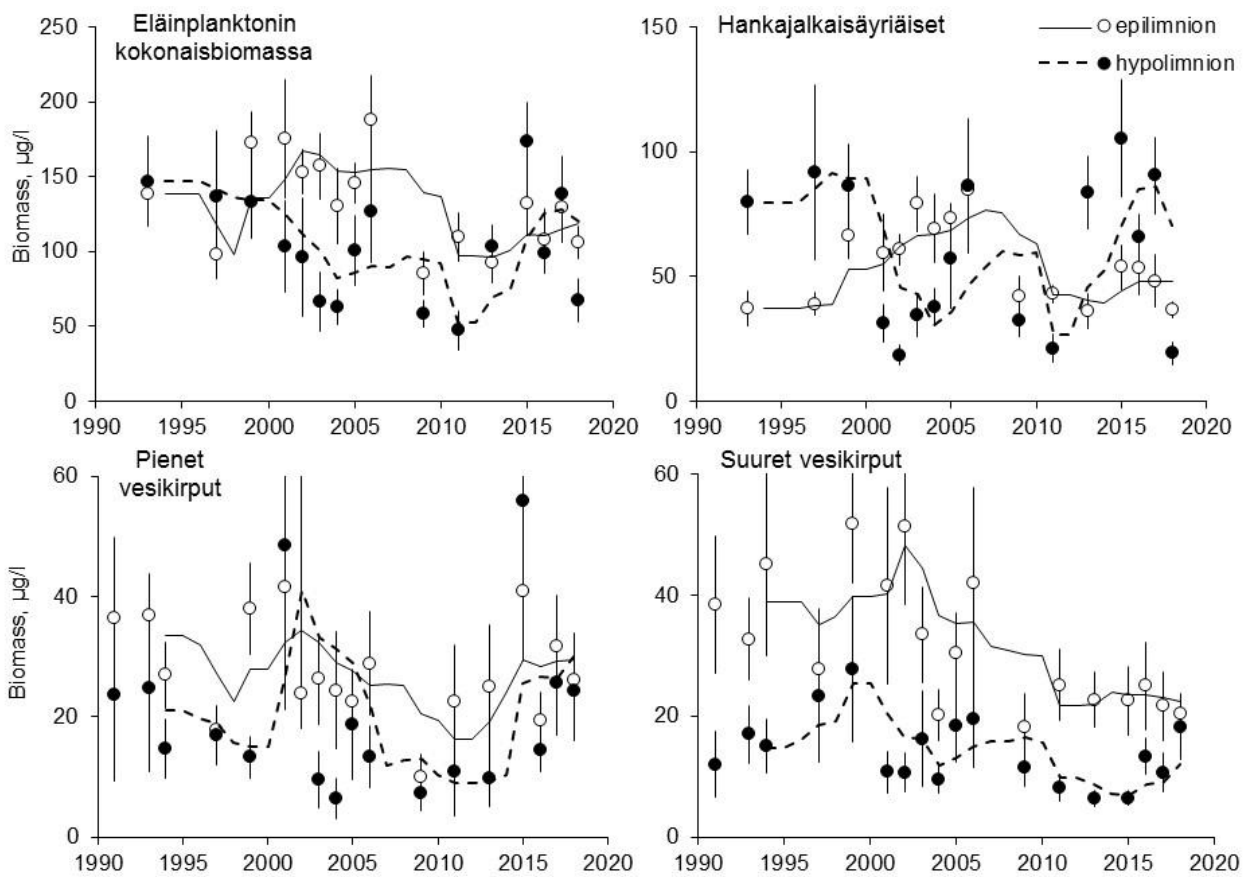 Eläinplanktonin
kokonaisbiomassa
Biomass, µg/l
250
200
150
100
50
0
1990 1995 2000 2005 2010 2015 2020
Hankajalkaisäyriäiset
epilimnion
hypolimnion
150
100
50
0
1990 1995 2000 2005 2010 2015 2020
Pienet
vesikirput
Biomass, µg/l
60
40
20
0
1990 1995 2000 2005 2010 2015 2020
Suuret vesikirput
60
40
20
0
1990 1995 2000 2005 2010 2015 2020